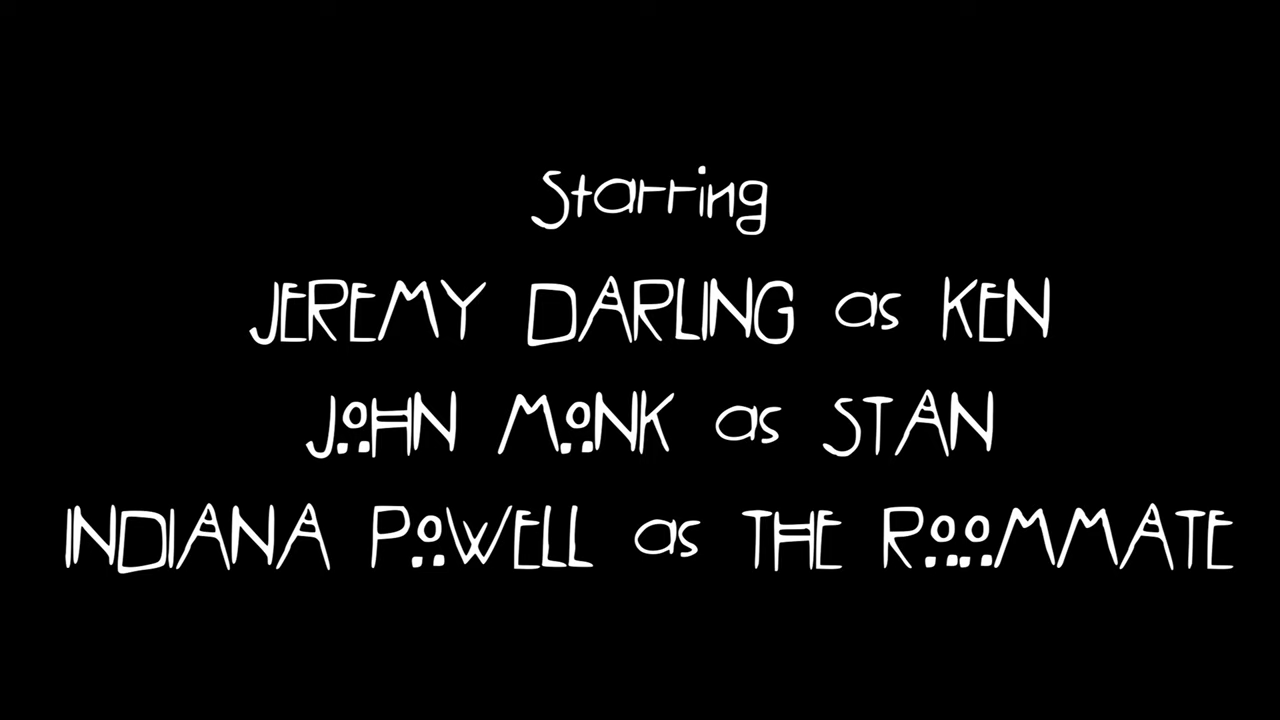 Starring
JEREMY DARLING as KEN
JOHN MONK as STAN
INDIANA POWELL as THE ROOMMATE